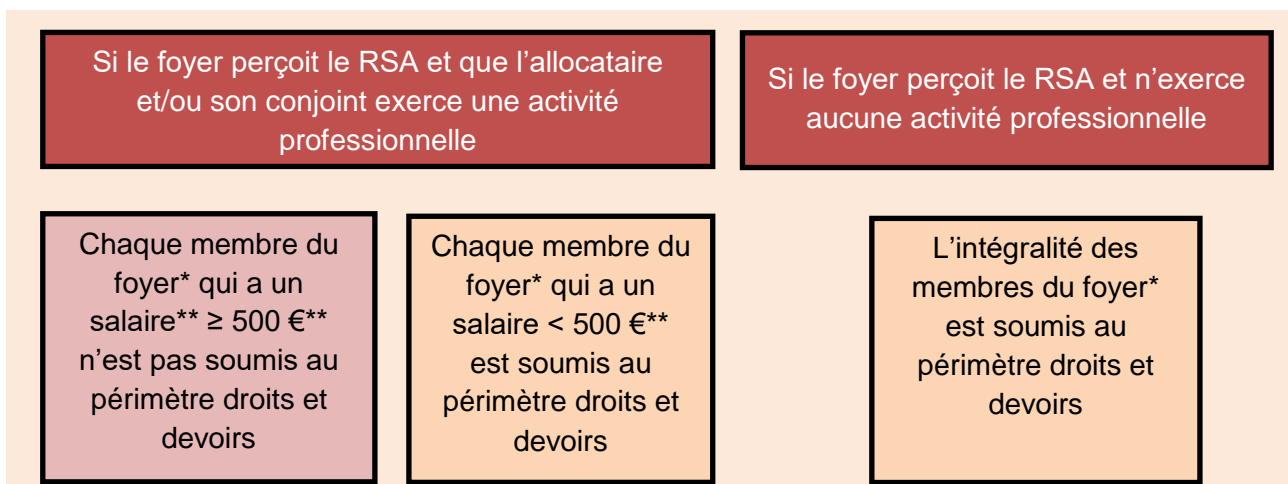 Si le foyer perçoit le RSA et que l’allocataire
et/ou son conjoint exerce une activité
professionnelle
Si le foyer perçoit le RSA et n’exerce
aucune activité professionnelle
Chaque membre du
foyer* qui a un
salaire** ≥ 500 €**
n’est pas soumis au
périmètre droits et
devoirs
Chaque membre du
foyer* qui a un
salaire < 500 €**
est soumis au
périmètre droits et
devoirs
L’intégralité des
membres du foyer*
est soumis au
périmètre droits et
devoirs